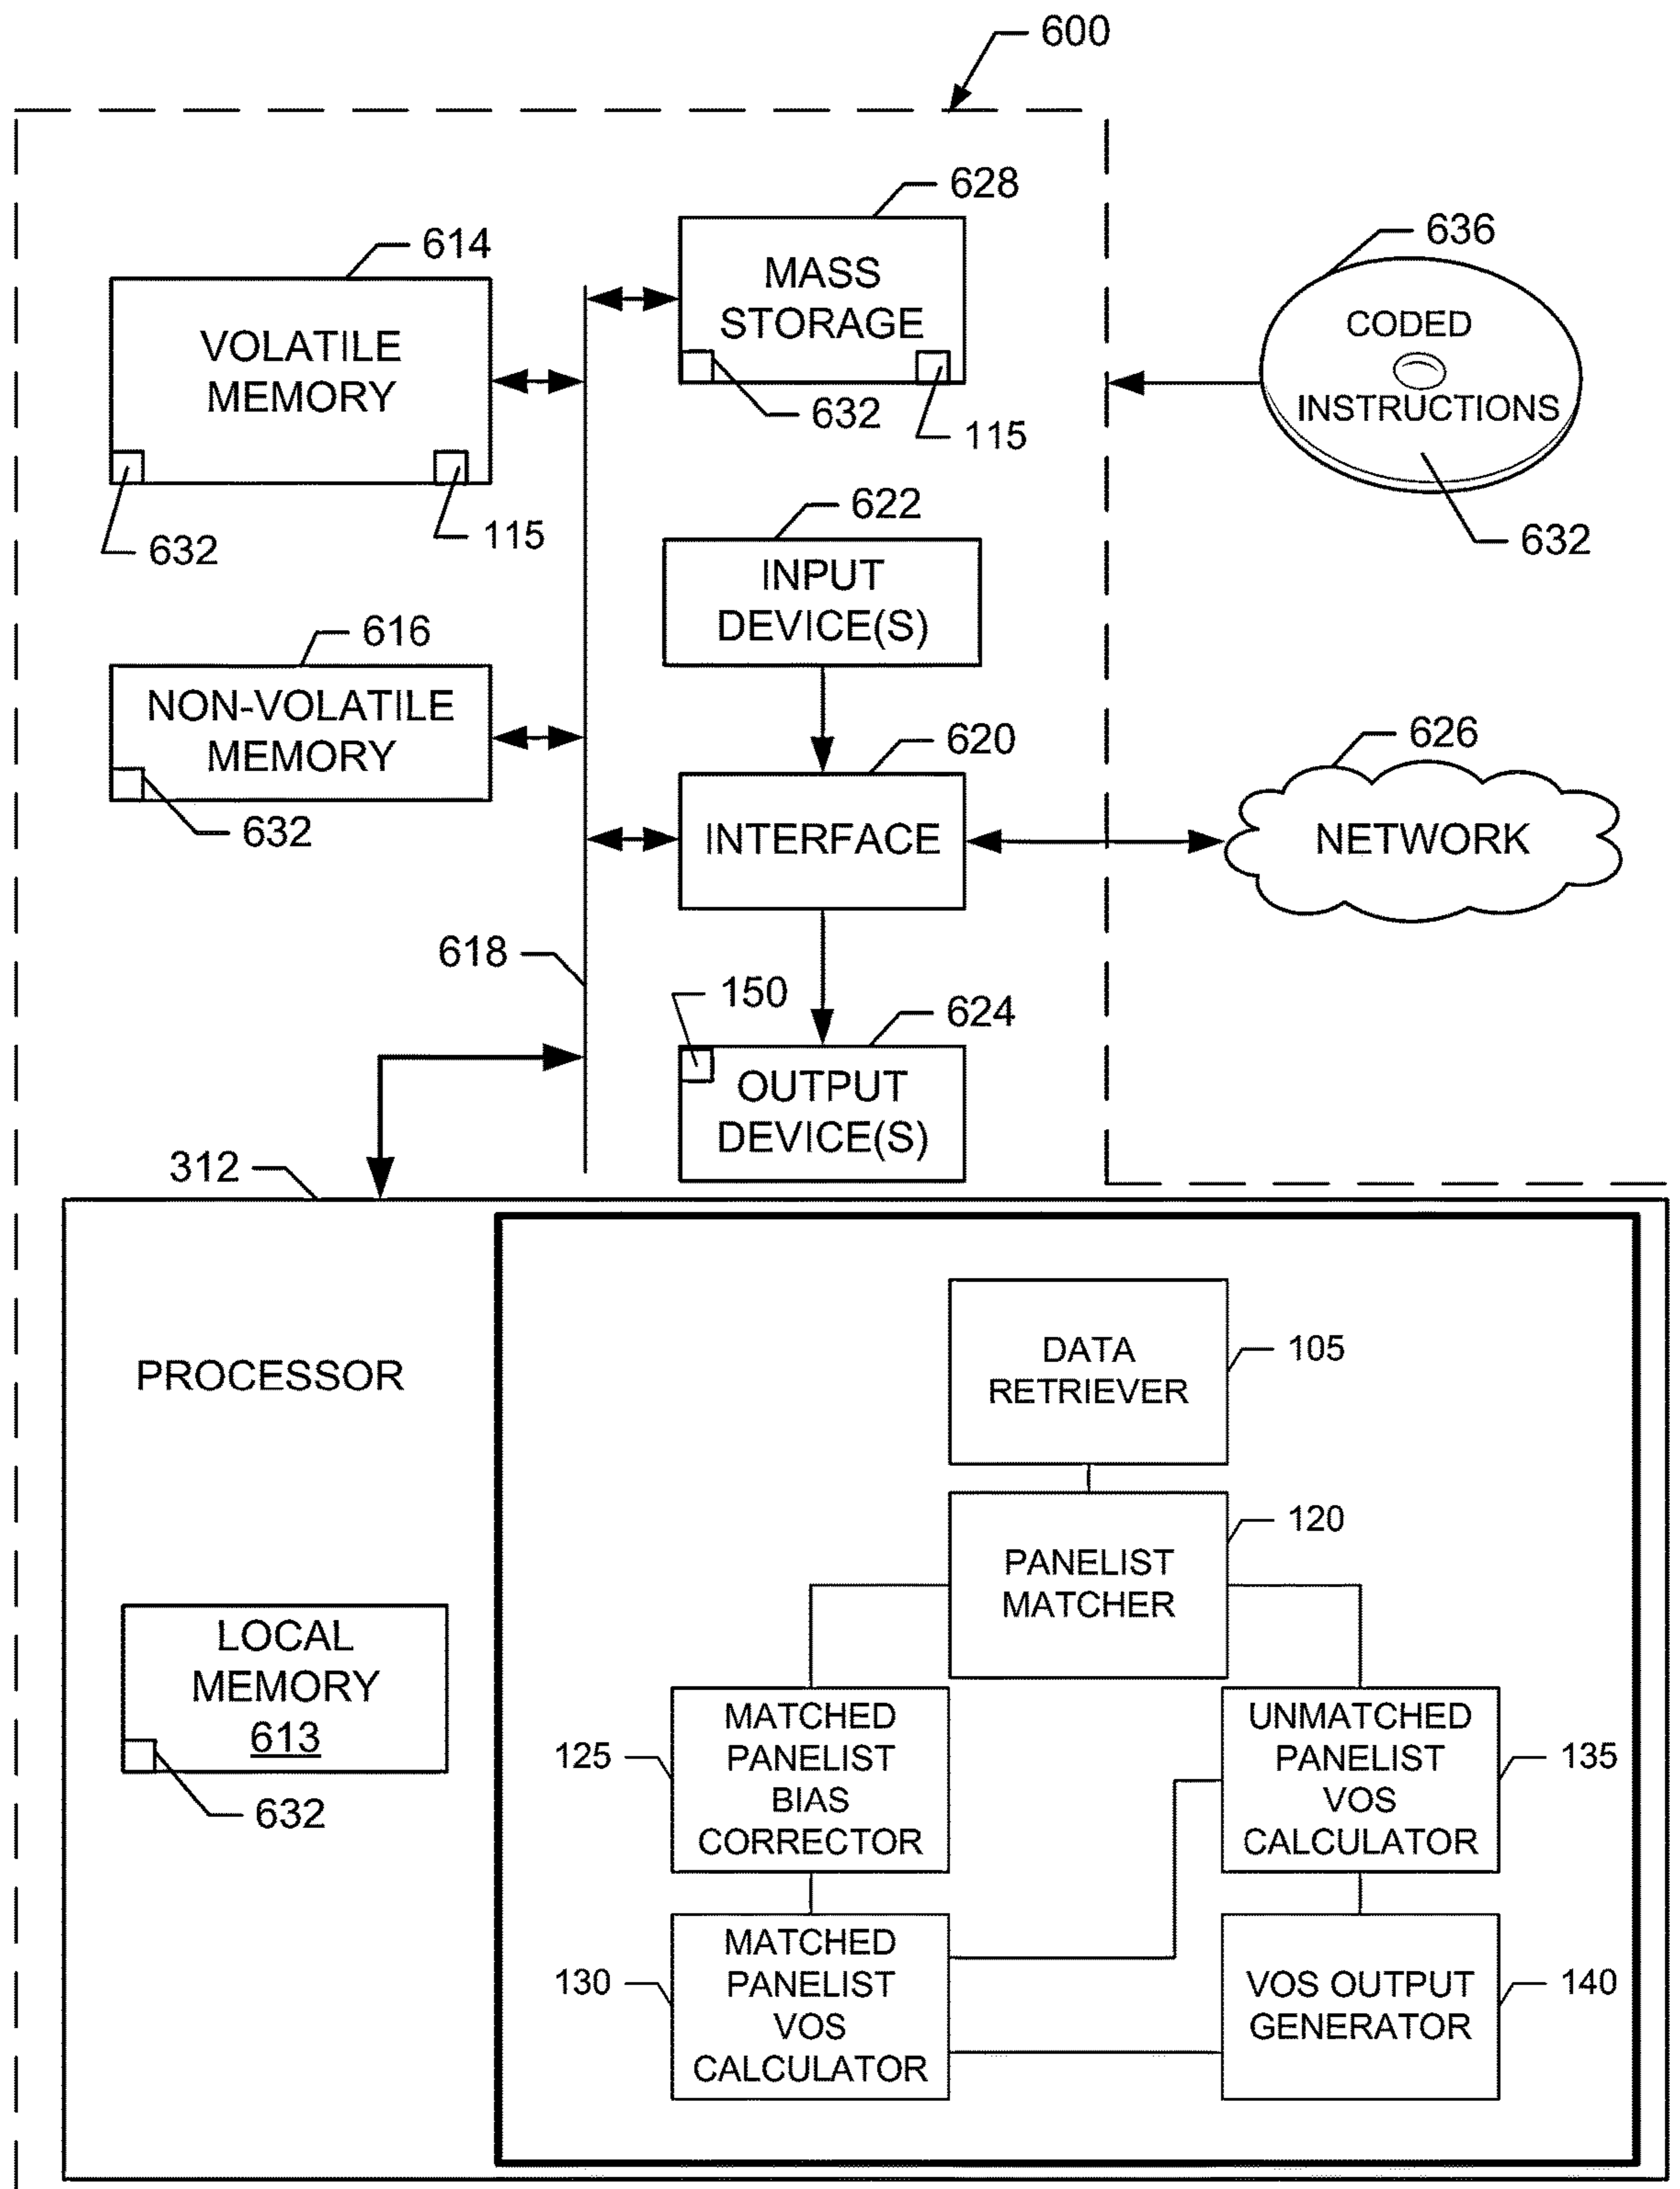 600
628
614
636
MASS
STORAGE
CODED
INSTRUCTIONS
VOLATILE
MEMORY
632
115
632
115
632
622
INPUT
DEVICE(S)
616
NON-VOLATILE
MEMORY
632
620
626
INTERFACE
NETWORK
618
150
624
OUTPUT
DEVICE(S)
312
PROCESSOR
DATA
RETRIEVER
105
PANELIST
MATCHER
120
LOCAL
MEMORY
613
632
125
MATCHED
PANELIST
BIAS
CORRECTOR
UNMATCHED
PANELIST
VOS
CALCULATOR
135
130
MATCHED
PANELIST
VOS
CALCULATOR
VOS OUTPUT
GENERATOR
140